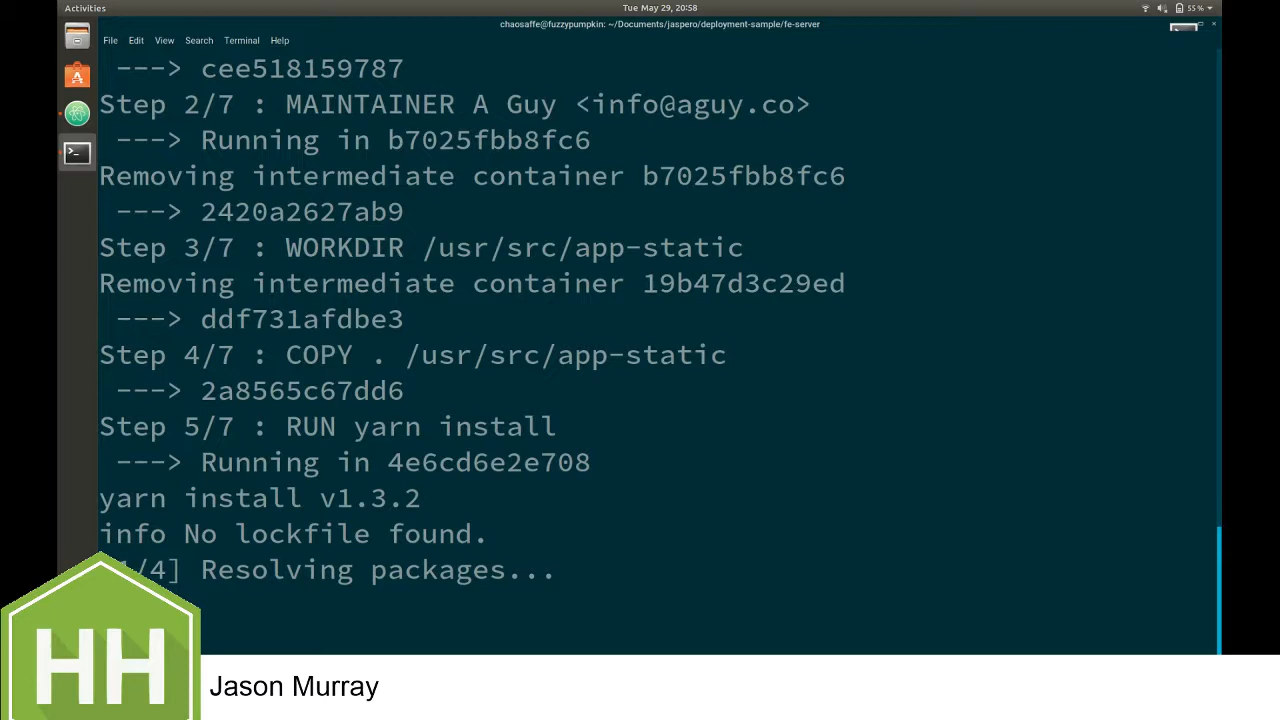 Activities
Tue May 29, 20:58
55 %
chaosaffe@fuzzypumpkin: ~/Documents/jaspero/deployment-sample/fe-server
File Edit View Search Terminal Help
---> cee518159787
Step 2/7 : MAINTAINER A Guy <info@aguy.co>
---> Running in b7025fbb8fc6
Removing intermediate container b7025fbb8fc6
---> 2420a2627ab9
Step 3/7 : WORKDIR /usr/src/app-static
Removing intermediate container 19b47d3c29ed
---> ddf731afdbe3
Step 4/7 : COPY . /usr/src/app-static
---> 2a8565c67dd6
Step 5/7 : RUN yarn install
---> Running in 4e6cd6e2e708
yarn install v1.3.2
info No lockfile found.
/4] Resolving packages...
HH
Jason Murray